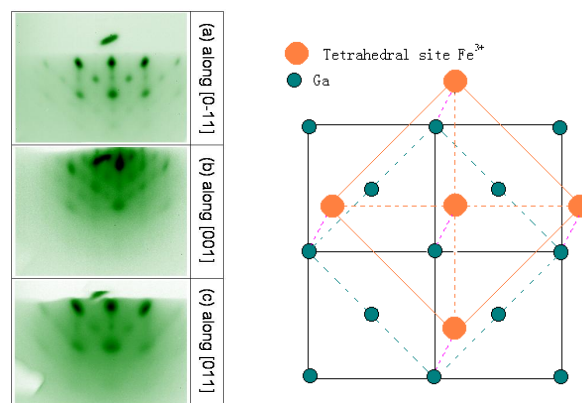 (a) along [0-11]
(b) along [001]
(c) along [011]
Tetrahedral site Fe³⁺
Ga